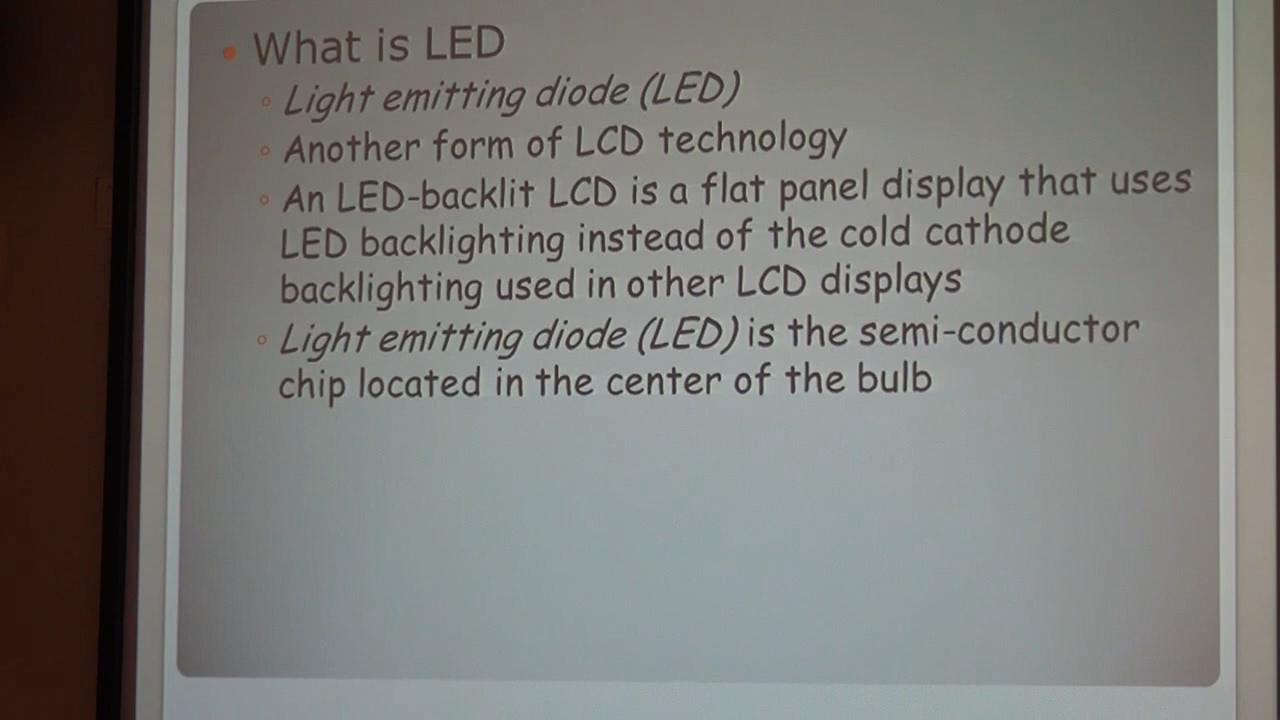 What is LED
Light emitting diode (LED)
Another form of LCD technology
An LED-backlit LCD is a flat panel display that uses
LED backlighting instead of the cold cathode
backlighting used in other LCD displays
Light emitting diode (LED) is the semi-conductor
chip located in the center of the bulb